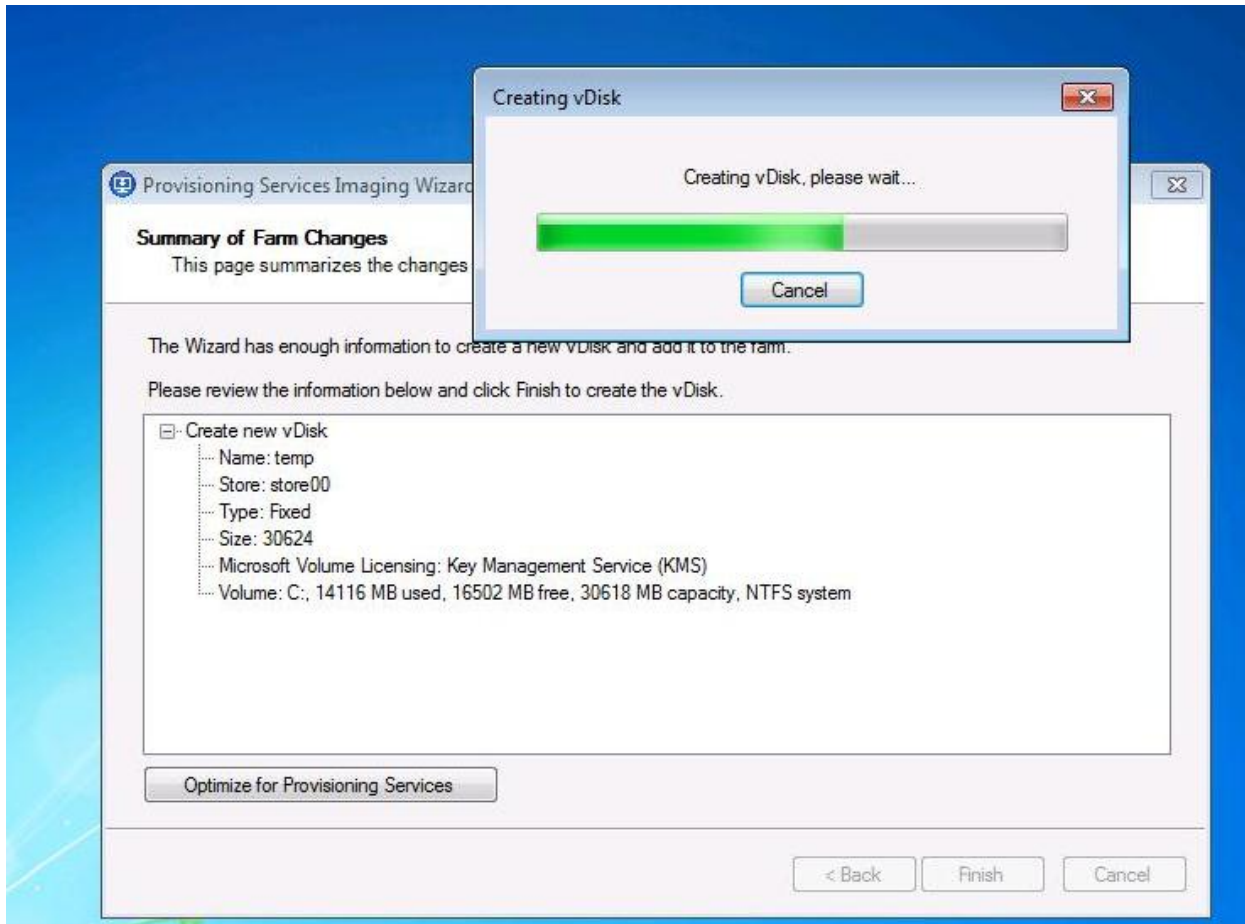 Creating vDisk
Creating vDisk, please wait...
Cancel
Provisioning Services Imaging Wizard
Summary of Farm Changes
This page summarizes the changes
The Wizard has enough information to create a new vDisk and add it to the farm.
Please review the information below and click Finish to create the vDisk.
Create new vDisk
Name: temp
Store: store00
Type: Fixed
Size: 30624
Microsoft Volume Licensing: Key Management Service (KMS)
Volume: C:, 14116 MB used, 16502 MB free, 30618 MB capacity, NTFS system
Optimize for Provisioning Services
< Back
Finish
Cancel